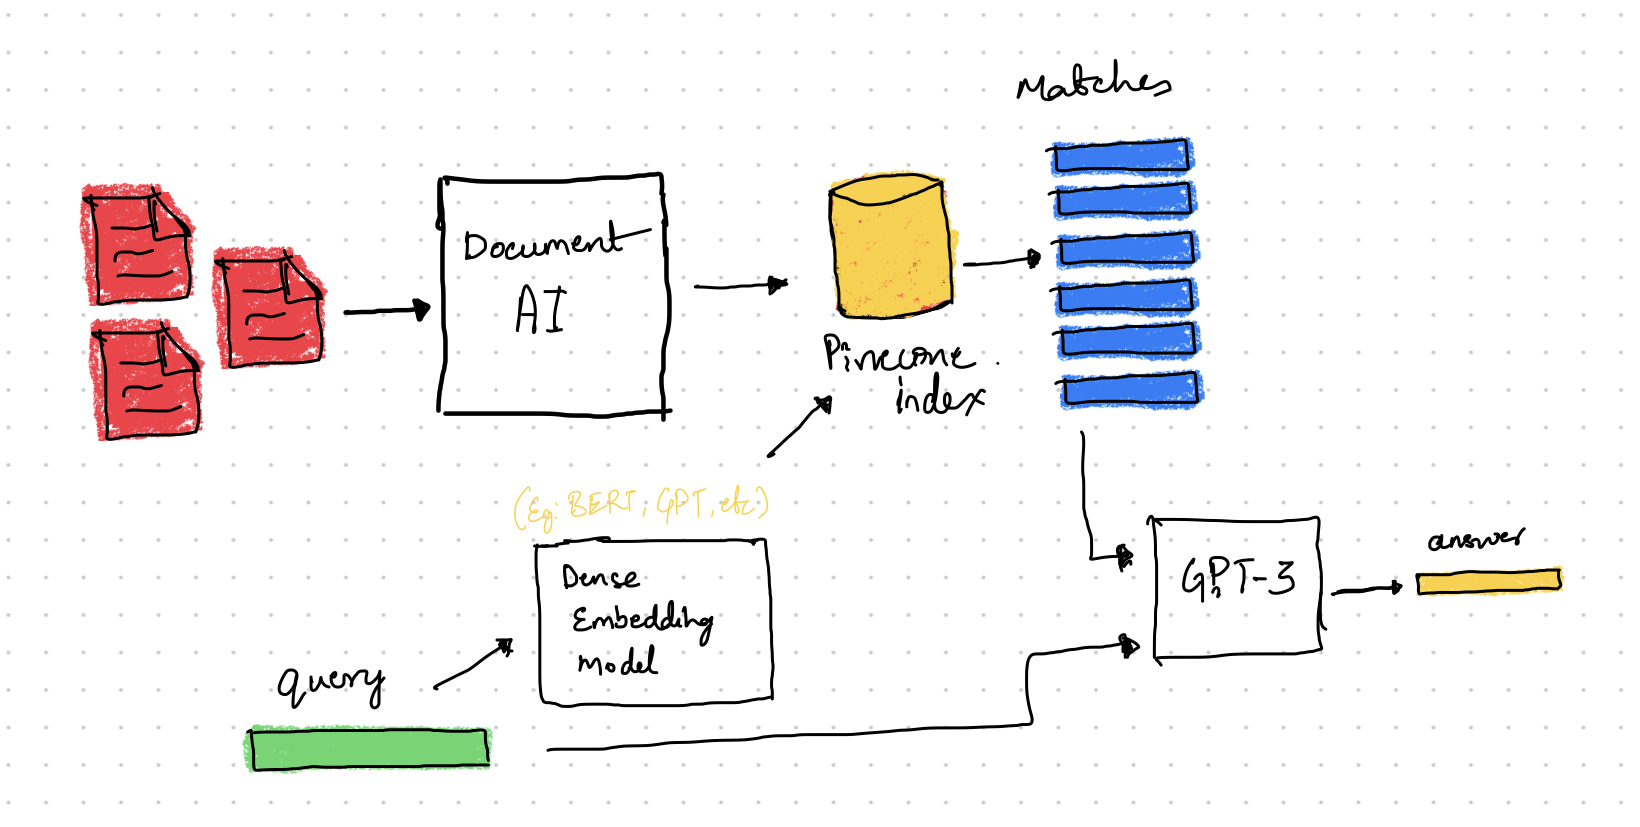 Matches
Document
AI
Pinecone
index
(Eg: BERT, GPT, etc.)
Dense
Embedding
Model
query
GPT-3
answer